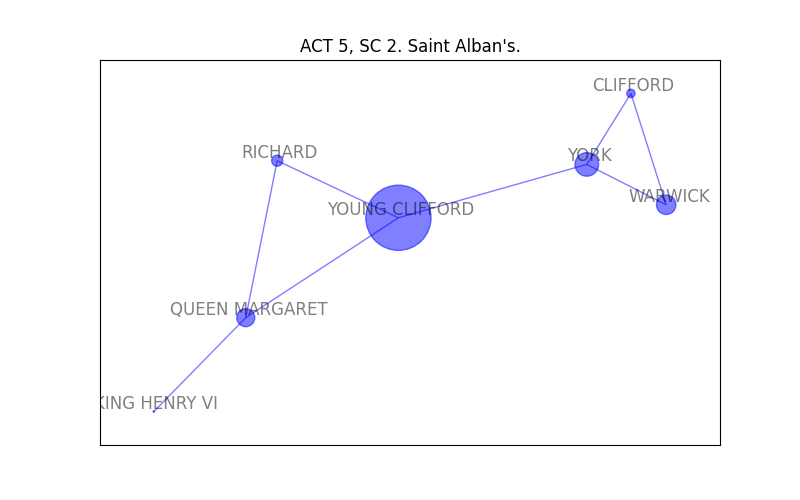 ACT 5, SC 2. Saint Alban's.
CLIFFORD
RICHARD
YORK
WARWICK
YOUNG CLIFFORD
QUEEN MARGARET
KING HENRY VI